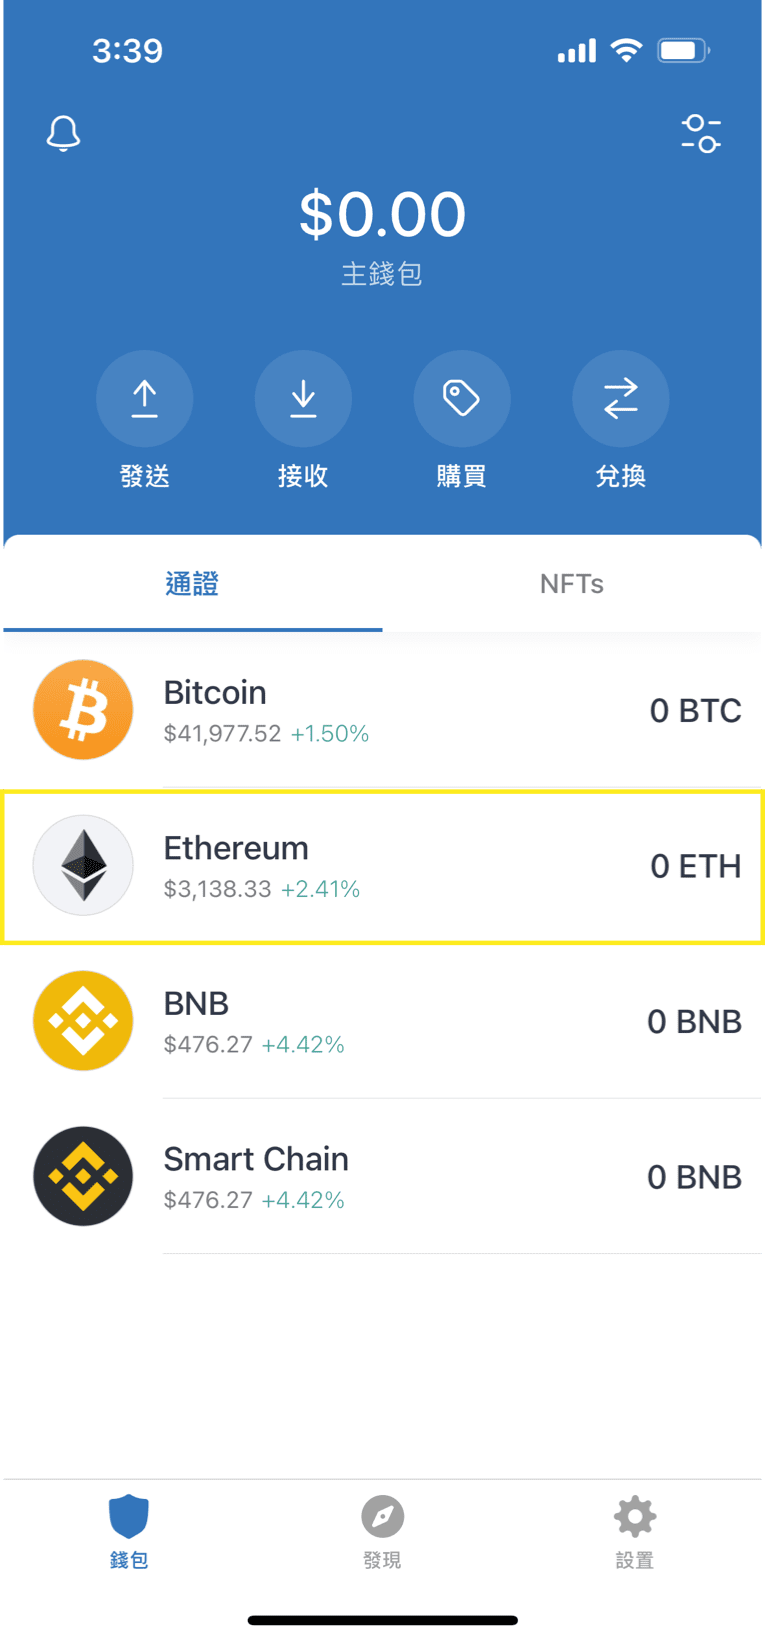 3:39
$0.00
主錢包
發送 接收 購買 兌換
通證 NFTs
Bitcoin
$41,977.52 +1.50%
0 BTC
Ethereum
$3,138.33 +2.41%
0 ETH
BNB
$476.27 +4.42%
0 BNB
Smart Chain
$476.27 +4.42%
0 BNB
錢包 發現 設置